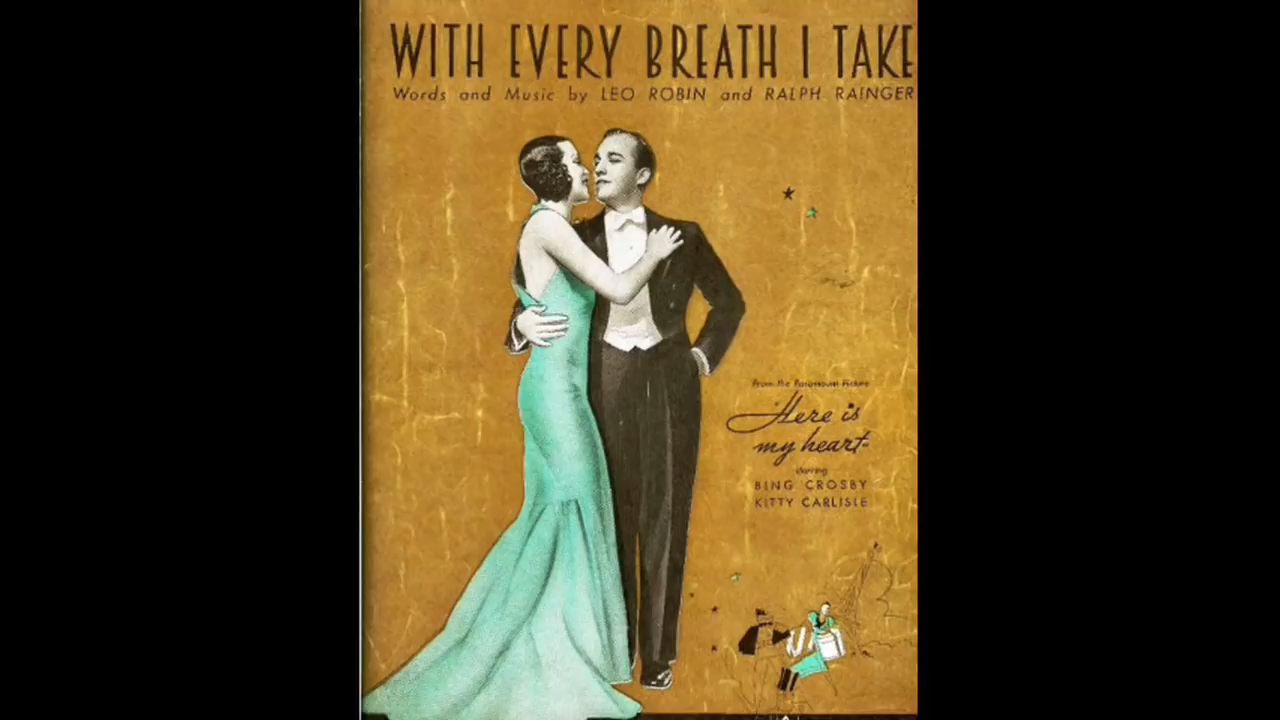 WITH EVERY BREATH I TAKE
Words and Music by LEO ROBIN and RALPH RAINGER
From the Paramount Picture
Here is
my heart
starring
BING CROSBY
KITTY CARLISLE